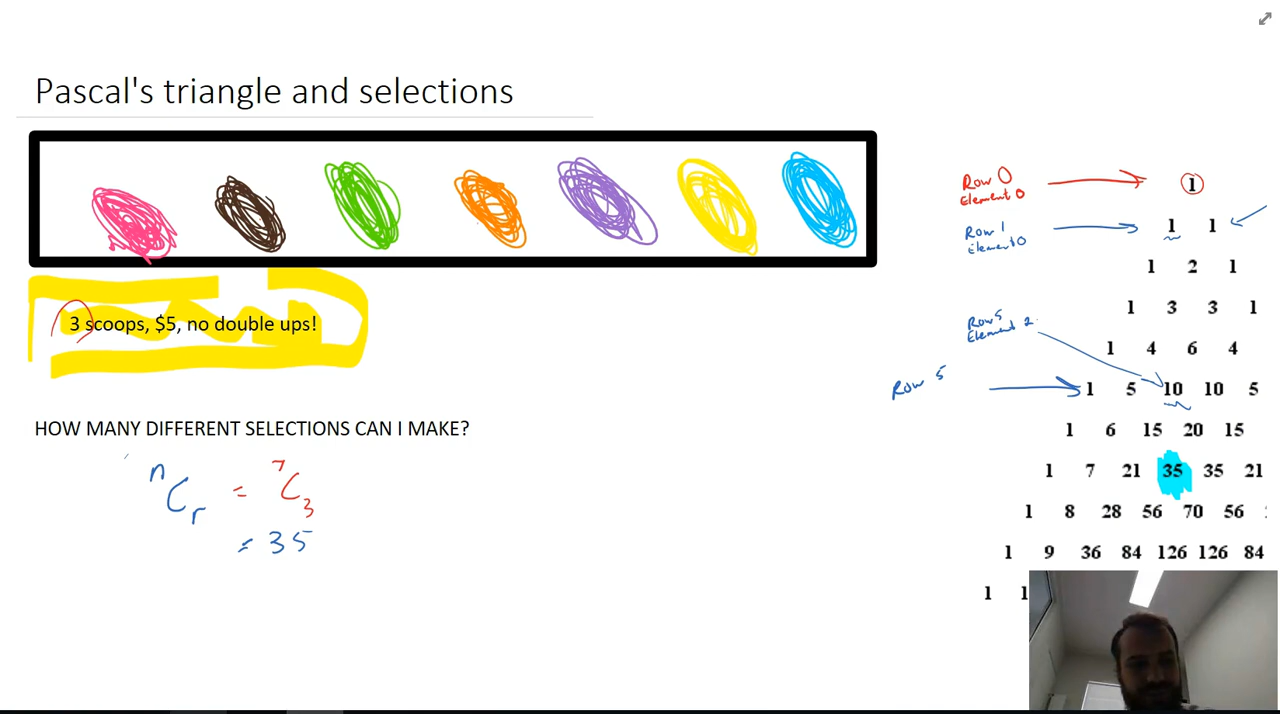 Pascal's triangle and selections
3 scoops, $5, no double ups!
HOW MANY DIFFERENT SELECTIONS CAN I MAKE?
nCr = 7C3
= 35
Row 0
Element 0
1
Row 1
Element 0
1 1
1 2 1
1 3 3 1
Row 5
Element 2
1 4 6 4
Row 5
1 5 10 10 5
1 6 15 20 15
1 7 21 35 35 21
1 8 28 56 70 56
1 9 36 84 126 126 84
1 1